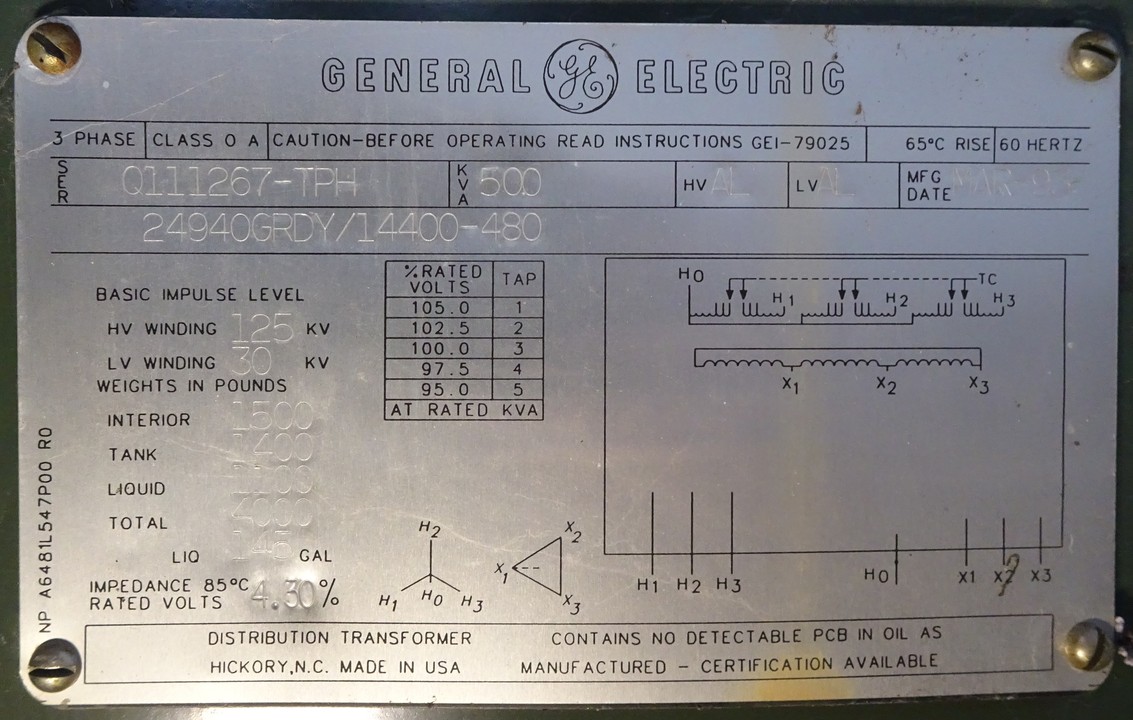 GENERAL GE ELECTRIC
3 PHASE CLASS O A CAUTION-BEFORE OPERATING READ INSTRUCTIONS GEI-79025 65°C RISE 60 HERTZ
SER Q111267-TPH KVA 500 HV AL LV AL MFG DATE
24940GRDY/14400-480
BASIC IMPULSE LEVEL
HV WINDING 125 KV
LV WINDING 30 KV
WEIGHTS IN POUNDS
INTERIOR 1500
TANK 1400
LIQUID
TOTAL 4000
LIQ 145 GAL
IMPEDANCE 85°C
RATED VOLTS 4.30%
%RATED VOLTS TAP
105.0 1
102.5 2
100.0 3
97.5 4
95.0 5
AT RATED KVA
H0 TC
H1 H2 H3
X1 X2 X3
H2
H1 H0 H3
X2
X1
X3
H1 H2 H3 H0 X1 X2 X3
NP A6481L547P00 R0
DISTRIBUTION TRANSFORMER
HICKORY,N.C. MADE IN USA
CONTAINS NO DETECTABLE PCB IN OIL AS
MANUFACTURED - CERTIFICATION AVAILABLE